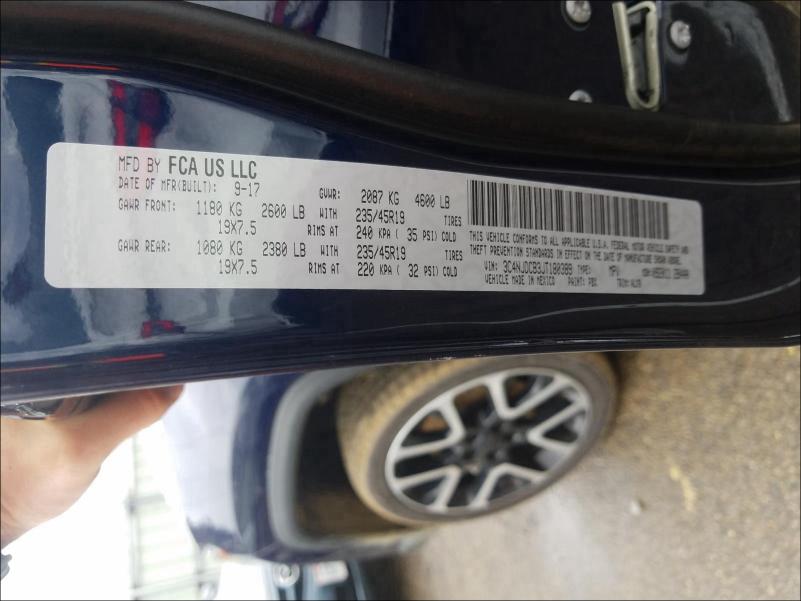 MFD BY FCA US LLC
DATE OF MFR(BUILT): 9-17 GVWR: 2087 KG 4600 LB
GAWR FRONT: 1180 KG 2600 LB WITH 235/45R19 TIRES
19X7.5 RIMS AT 240 KPA ( 35 PSI) COLD
GAWR REAR: 1080 KG 2380 LB WITH 235/45R19 TIRES
19X7.5 RIMS AT 220 KPA ( 32 PSI) COLD
THIS VEHICLE CONFORMS TO ALL APPLICABLE U.S.A. FEDERAL MOTOR VEHICLE SAFETY AND
THEFT PREVENTION STANDARDS IN EFFECT ON THE DATE OF MANUFACTURE SHOWN ABOVE.
VIN: 3C4NJDCB3JT180389 TYPE: MPV
VEHICLE MADE IN MEXICO PAINT: PBX TRIM: